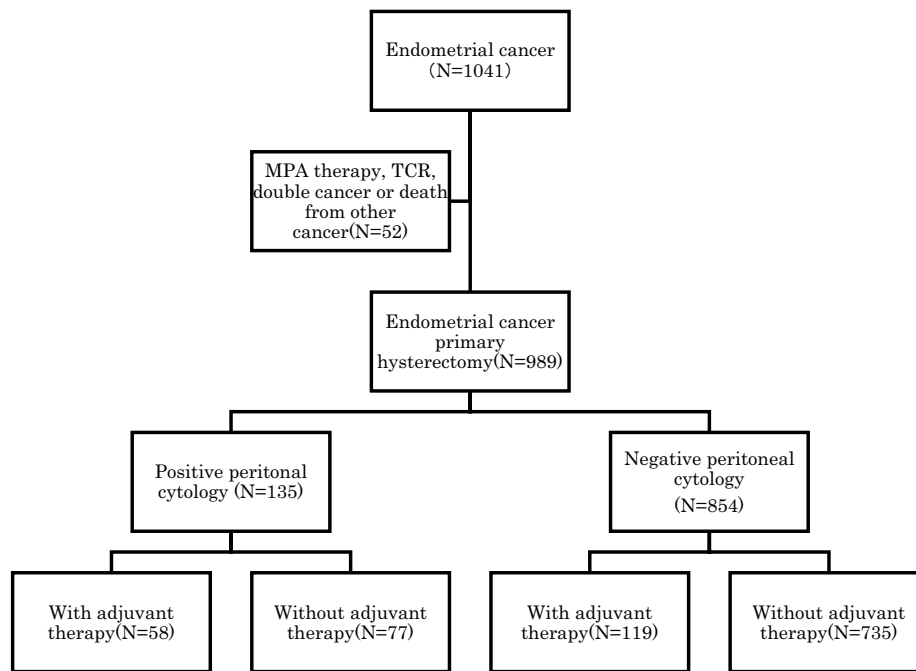 Endometrial cancer
(N=1041)
MPA therapy, TCR,
double cancer or death
from other
cancer(N=52)
Endometrial cancer
primary
hysterectomy(N=989)
Positive peritonal
cytology (N=135)
Negative peritoneal
cytology
(N=854)
With adjuvant
therapy(N=58)
Without adjuvant
therapy(N=77)
With adjuvant
therapy(N=119)
Without adjuvant
therapy(N=735)